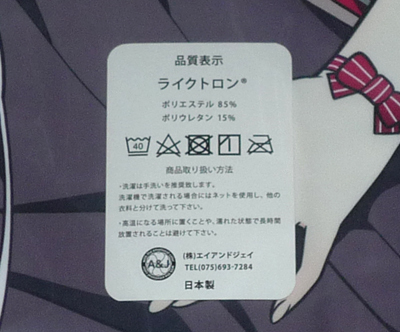 品質表示
ライクトロン®
ポリエステル 85%
ポリウレタン 15%
40
商品取り扱い方法
・洗濯は手洗いを推奨致します。
洗濯機で洗濯される場合にはネットを使用し、他の
衣料と分けて洗って下さい。
・高温になる場所に置くことや、濡れた状態で長時間
放置されることは避けて下さい。
A&J
(株)エイアンドジェイ
TEL(075)693-7284
日本製